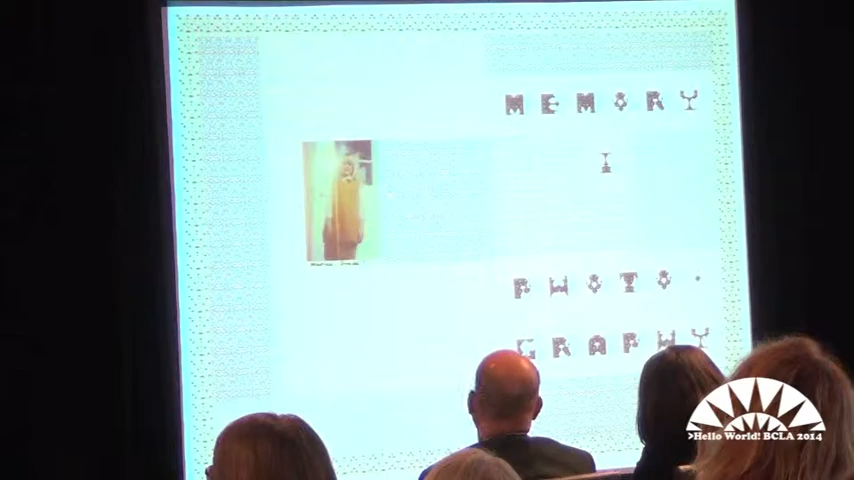 MEMORY
I
PHOTO.
GRAPHY
>Hello World! BCLA 2014